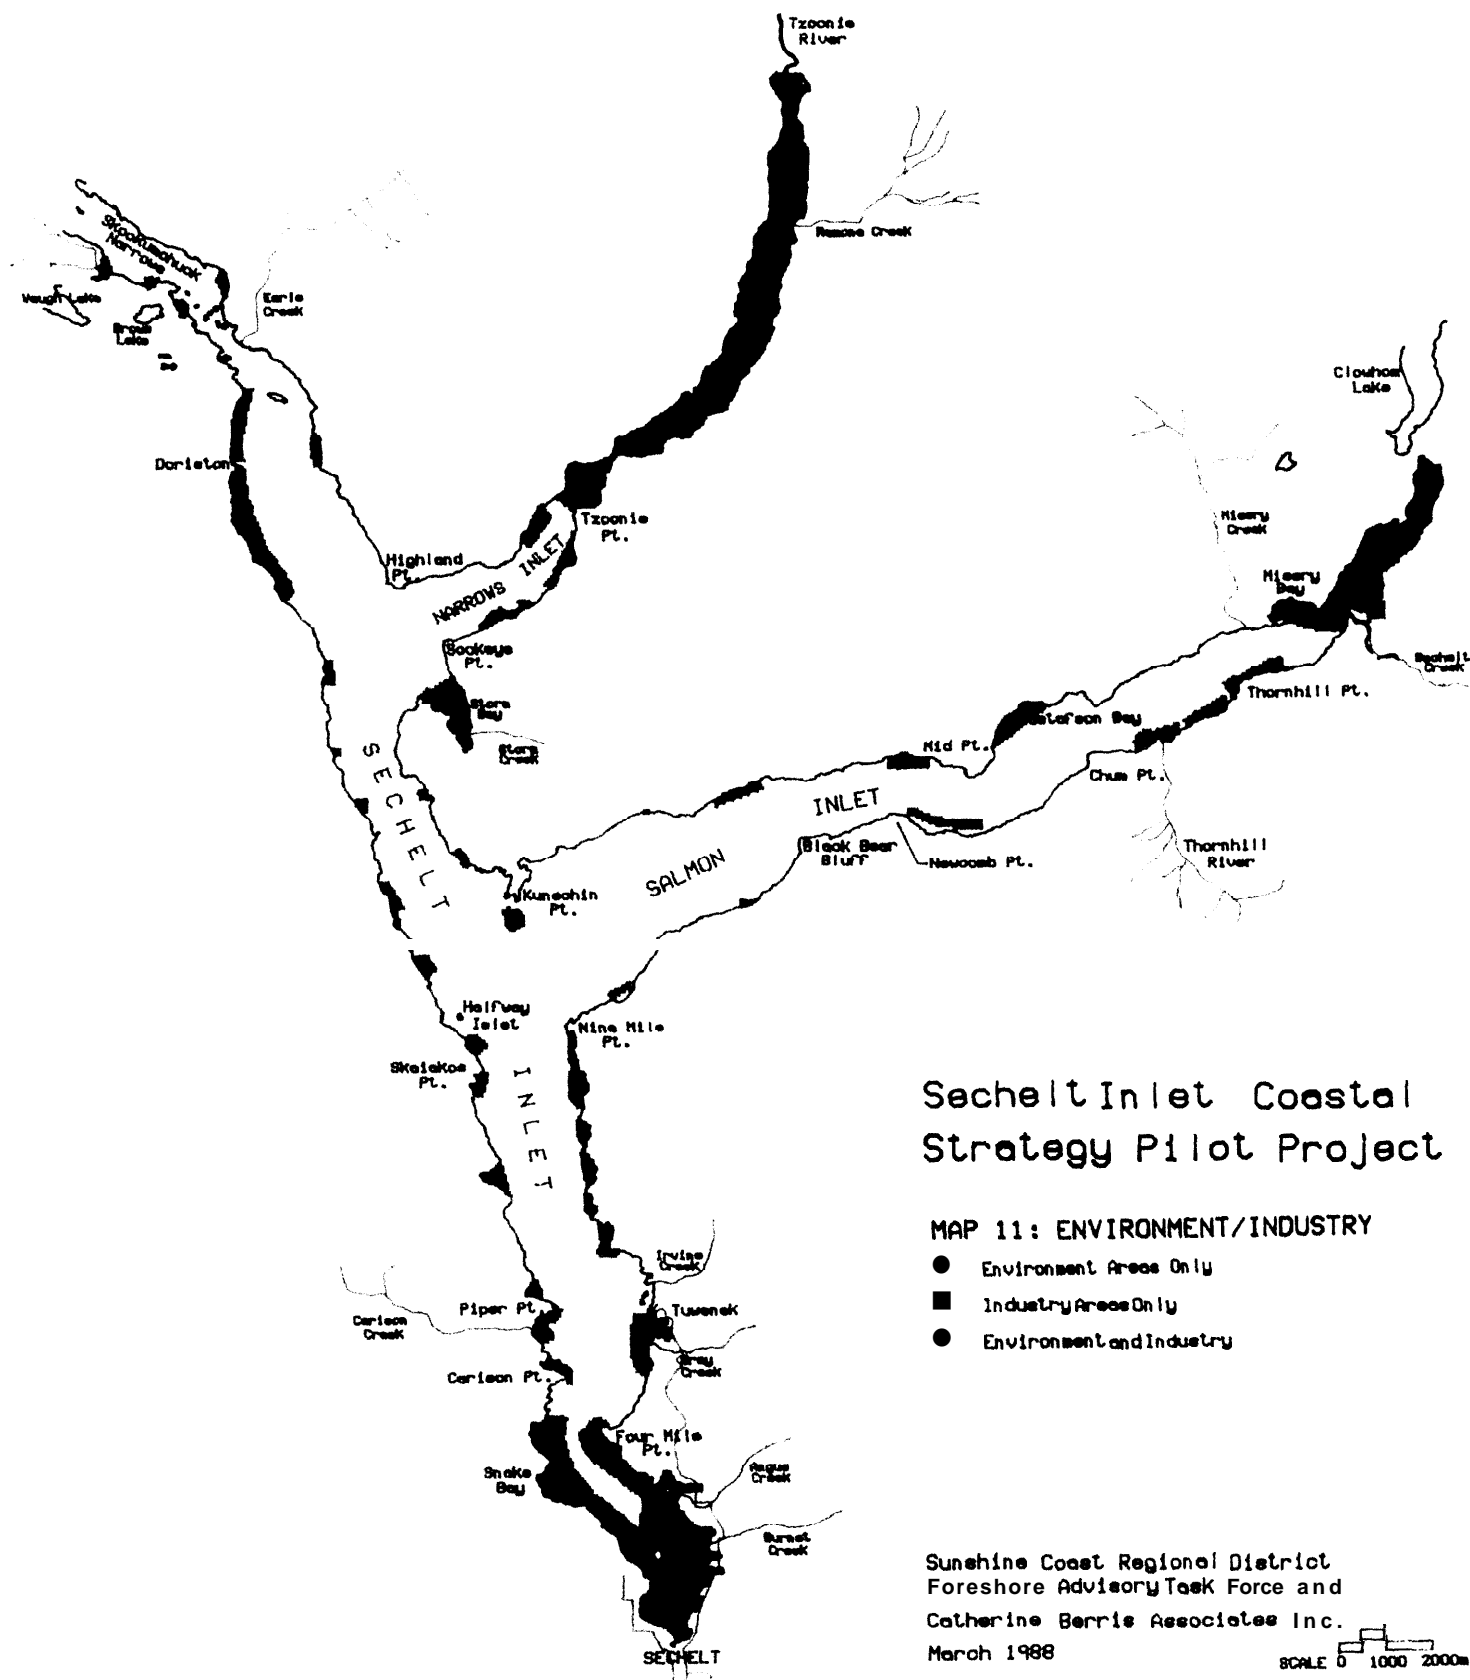 Tzoonie
River
Ramona Creek
Skookumchuck
Narrows
Waugh Lake
Brown
Lake
Earle
Creek
Clowhom
Lake
Doriston
Misery
Creek
Tzoonie
Pt.
Highland
Pt.
NARROWS INLET
Misery
Bay
Sockeye
Pt.
Sechelt
Creek
Thornhill Pt.
Storm
Bay
Storm
Creek
Gustafson Bay
Mid Pt.
Chum Pt.
SECHELT
INLET
SALMON
INLET
Black Bear
Bluff
Newcomb Pt.
Thornhill
River
Kunechin
Pt.
Halfway
Islet
Nine Mile
Pt.
Skaiakos
Pt.
Sechelt Inlet Coastal
Strategy Pilot Project
MAP 11: ENVIRONMENT/INDUSTRY
Environment Areas Only
Industry Areas Only
Environment and Industry
Irvine
Creek
Piper Pt.
Tuwanek
Carlson
Creek
Gray
Creek
Carlson Pt.
Four Mile
Pt.
Snake
Bay
Angus
Creek
Burnet
Creek
SECHELT
Sunshine Coast Regional District
Foreshore Advisory Task Force and
Catherine Berris Associates Inc.
March 1988
SCALE 0 1000 2000m